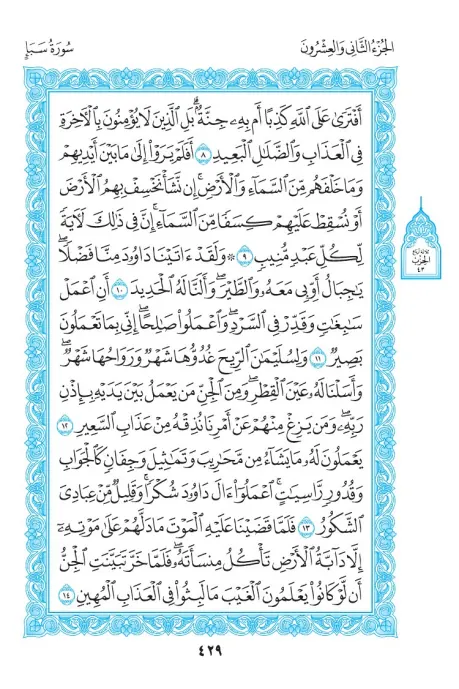 الجُزْءُ الثَّانِي وَالعِشْرُونَ
سُورَةُ سَبَإٍ
أَفْتَرَىٰ عَلَى ٱللَّهِ كَذِبًا أَم بِهِۦ جِنَّةُۢۗ بَلِ ٱلَّذِينَ لَا يُؤْمِنُونَ بِٱلْأَخِرَةِ
فِي ٱلْعَذَابِ وَٱلضَّلَٰلِ ٱلْبَعِيدِ ٨ أَفَلَمْ يَرَوْا۟ إِلَىٰ مَا بَيْنَ أَيْدِيهِمْ
وَمَا خَلْفَهُم مِّنَ ٱلسَّمَآءِ وَٱلْأَرْضِۚ إِن نَّشَأْ نَخْسِفْ بِهِمُ ٱلْأَرْضَ
أَوْ نُسْقِطْ عَلَيْهِمْ كِسَفًا مِّنَ ٱلسَّمَآءِۚ إِنَّ فِي ذَٰلِكَ لَأٓيَةً
لِّكُلِّ عَبْدٍ مُّنِيبٍ ٩ ۞ وَلَقَدْ ءَاتَيْنَا دَاوُۥدَ مِنَّا فَضْلًاۖ
يَٰجِبَالُ أَوِّبِي مَعَهُۥ وَٱلطَّيْرَۖ وَأَلَنَّا لَهُ ٱلْحَدِيدَ ١٠ أَنِ ٱعْمَلْ
سَٰبِغَٰتٍ وَقَدِّرْ فِي ٱلسَّرْدِۖ وَٱعْمَلُوا۟ صَٰلِحًاۖ إِنِّي بِمَا تَعْمَلُونَ
بَصِيرٌ ١١ وَلِسُلَيْمَٰنَ ٱلرِّيحَ غُدُوُّهَا شَهْرٌ وَرَوَاحُهَا شَهْرٌۖ
وَأَسَلْنَا لَهُۥ عَيْنَ ٱلْقِطْرِۖ وَمِنَ ٱلْجِنِّ مَن يَعْمَلُ بَيْنَ يَدَيْهِ بِإِذْنِ
رَبِّهِۦۖ وَمَن يَزِغْ مِنْهُمْ عَنْ أَمْرِنَا نُذِقْهُ مِنْ عَذَابِ ٱلسَّعِيرِ ١٢
يَعْمَلُونَ لَهُۥ مَا يَشَآءُ مِن مَّحَٰرِيبَ وَتَمَٰثِيلَ وَجِفَانٍ كَٱلْجَوَابِ
وَقُدُورٍ رَّاسِيَٰتٍۚ ٱعْمَلُوٓا۟ ءَالَ دَاوُۥدَ شُكْرًاۚ وَقَلِيلٌ مِّنْ عِبَادِيَ
ٱلشَّكُورُ ١٣ فَلَمَّا قَضَيْنَا عَلَيْهِ ٱلْمَوْتَ مَا دَلَّهُمْ عَلَىٰ مَوْتِهِۦٓ
إِلَّا دَآبَّةُ ٱلْأَرْضِ تَأْكُلُ مِنسَأَتَهُۥۖ فَلَمَّا خَرَّ تَبَيَّنَتِ ٱلْجِنُّ
أَن لَّوْ كَانُوا۟ يَعْلَمُونَ ٱلْغَيْبَ مَا لَبِثُوا۟ فِي ٱلْعَذَابِ ٱلْمُهِينِ ١٤
الحِزْب
٤٣
٤٢٩